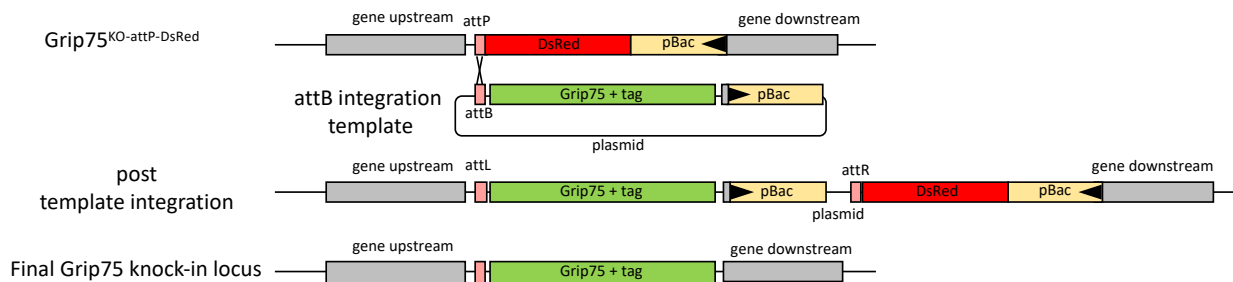 gene upstream
attP
gene downstream
Grip75KO-attP-DsRed
DsRed
pBac
attB integration
template
attB
Grip75 + tag
pBac
plasmid
post
template integration
gene upstream
attL
attR
gene downstream
Grip75 + tag
pBac
plasmid
DsRed
pBac
Final Grip75 knock-in locus
gene upstream
gene downstream
Grip75 + tag